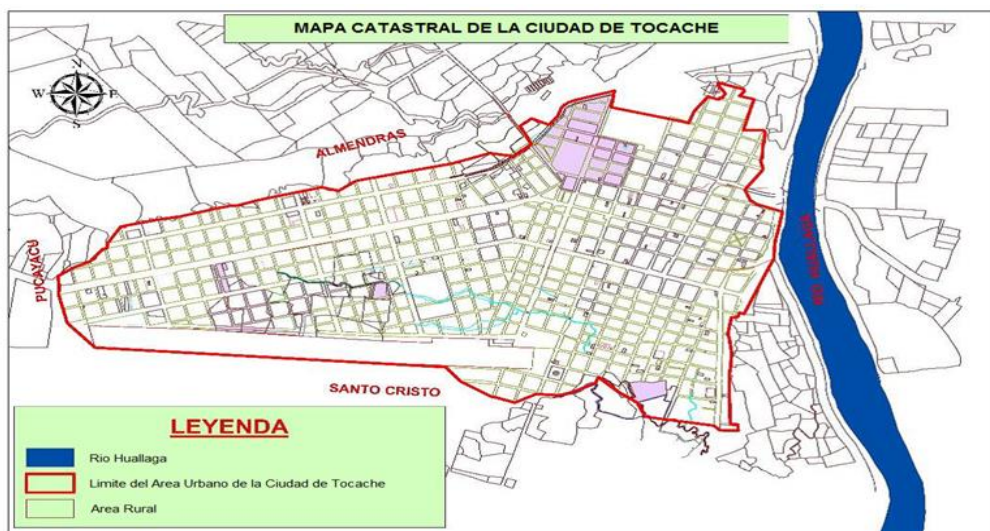 MAPA CATASTRAL DE LA CIUDAD DE TOCACHE
N
W E
S
ALMENDRAS
PUCAYACU
RIO HUALLAGA
SANTO CRISTO
LEYENDA
Rio Huallaga
Limite del Area Urbano de la Ciudad de Tocache
Area Rural